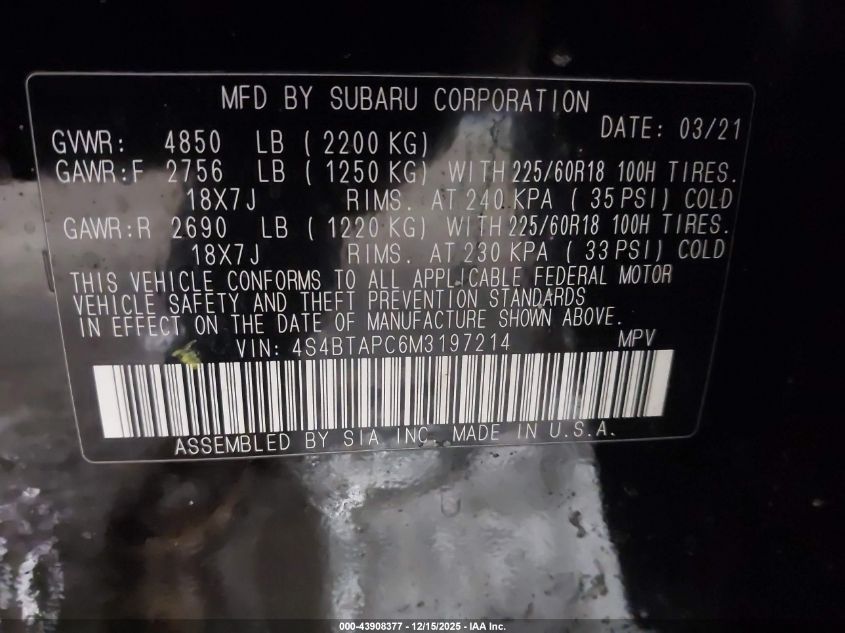 MFD BY SUBARU CORPORATION
DATE: 03/21
GVWR: 4850 LB ( 2200 KG)
GAWR:F 2756 LB ( 1250 KG) WITH 225/60R18 100H TIRES.
18X7J RIMS. AT 240 KPA ( 35 PSI) COLD
GAWR:R 2690 LB ( 1220 KG) WITH 225/60R18 100H TIRES.
18X7J RIMS. AT 230 KPA ( 33 PSI) COLD
THIS VEHICLE CONFORMS TO ALL APPLICABLE FEDERAL MOTOR
VEHICLE SAFETY AND THEFT PREVENTION STANDARDS
IN EFFECT ON THE DATE OF MANUFACTURE SHOWN ABOVE.
VIN: 4S4BTAPC6M3197214 MPV
ASSEMBLED BY SIA INC. MADE IN U.S.A.
000-43908377 - 12/15/2025 - IAA Inc.